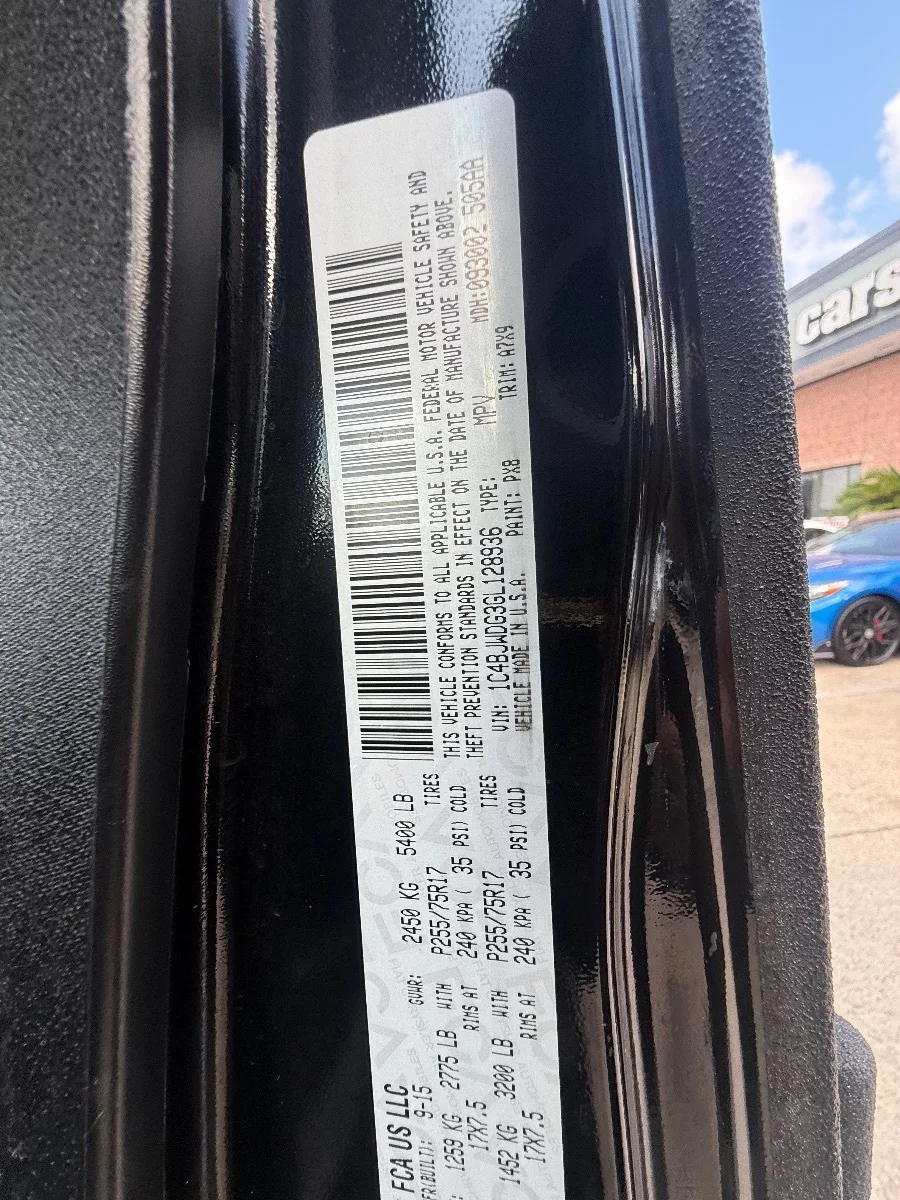 FCA US LLC
(BUILT): 9-15 GVWR: 2450 KG 5400 LB
1259 KG 2775 LB WITH P255/75R17 TIRES
17X7.5 RIMS AT 240 KPA ( 35 PSI) COLD
1452 KG 3200 LB WITH P255/75R17 TIRES
17X7.5 RIMS AT 240 KPA ( 35 PSI) COLD
THIS VEHICLE CONFORMS TO ALL APPLICABLE U.S.A. FEDERAL MOTOR VEHICLE SAFETY AND
THEFT PREVENTION STANDARDS IN EFFECT ON THE DATE OF MANUFACTURE SHOWN ABOVE.
VIN: 1C4BJWDG3GL128936 TYPE: MPV MDH:093002 505AA
VEHICLE MADE IN U.S.A. PAINT: PX8 TRIM: A7X9
cars